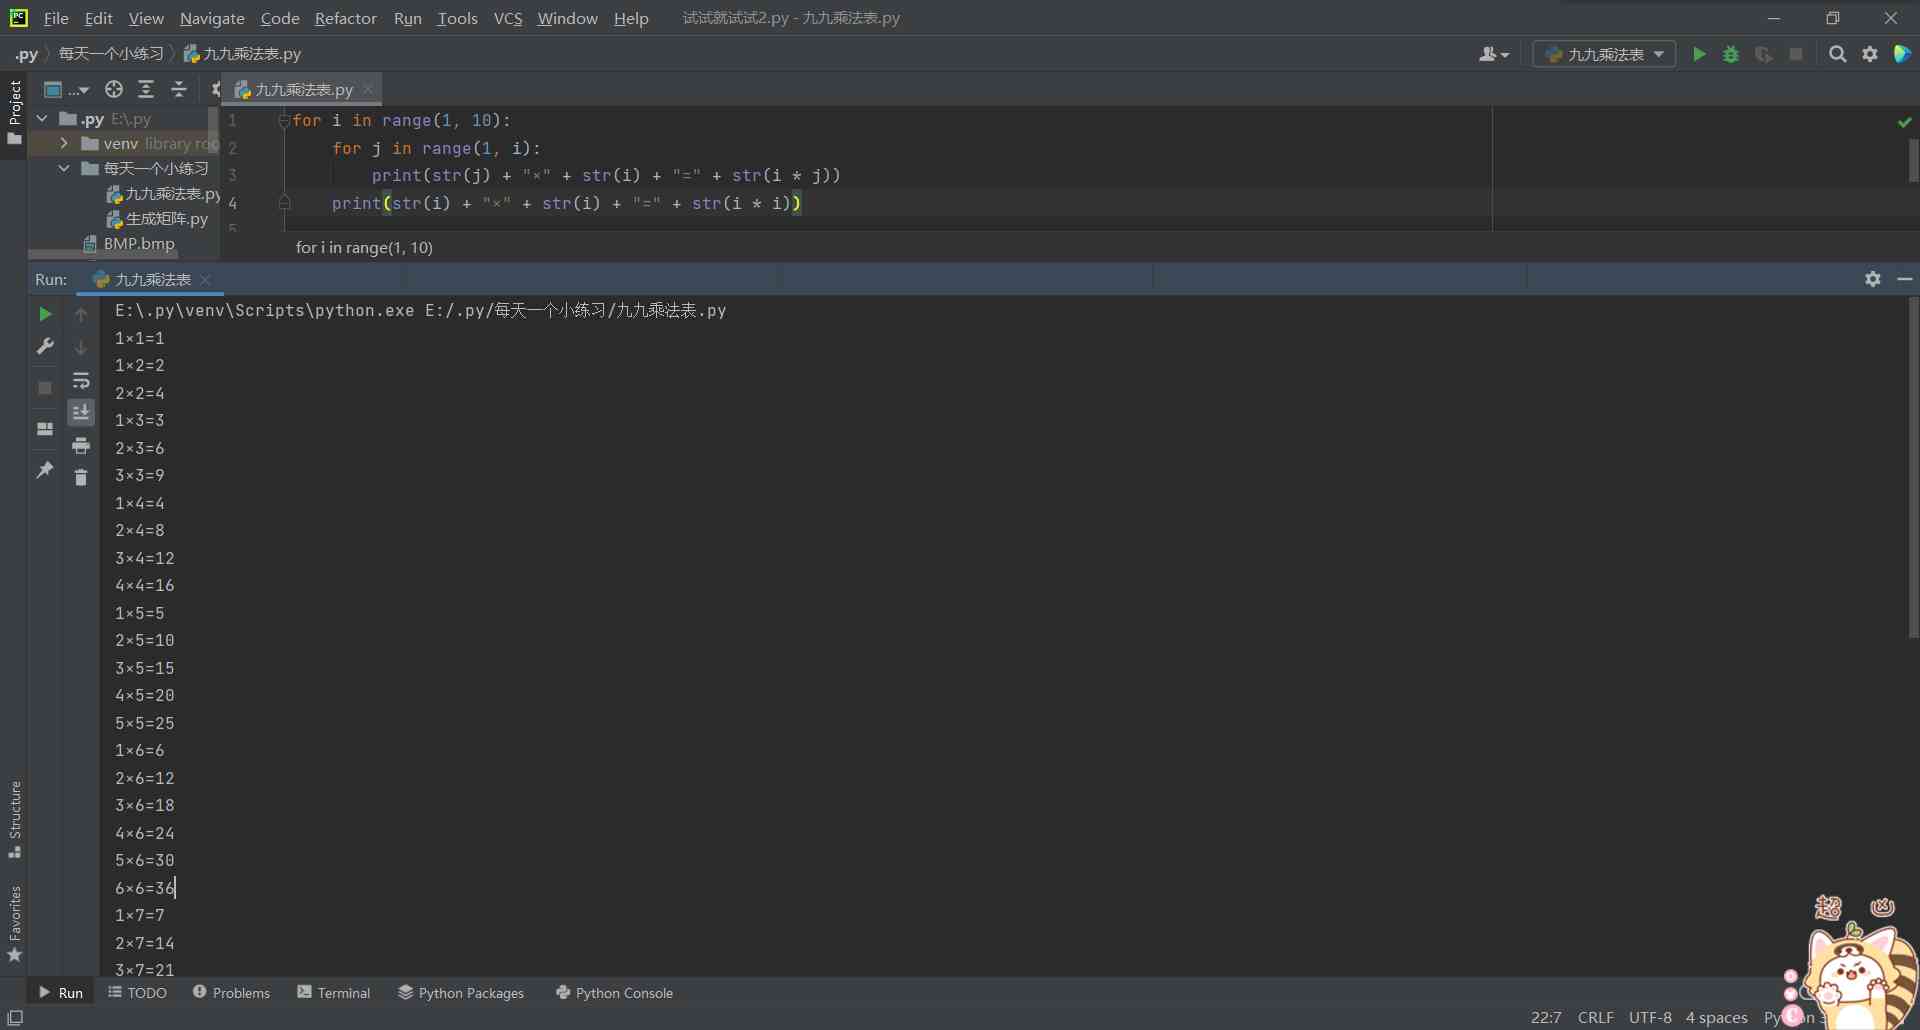 File Edit View Navigate Code Refactor Run Tools VCS Window Help 试试就试试2.py - 九九乘法表.py
.py 每天一个小练习 九九乘法表.py 九九乘法表
Project ... 九九乘法表.py
.py E:\.py
venv library roo
每天一个小练习
九九乘法表.py
生成矩阵.py
BMP.bmp
1 for i in range(1, 10):
2 for j in range(1, i):
3 print(str(j) + "×" + str(i) + "=" + str(i * j))
4 print(str(i) + "×" + str(i) + "=" + str(i * i))
5
for i in range(1, 10)
Run: 九九乘法表
E:\.py\venv\Scripts\python.exe E:/.py/每天一个小练习/九九乘法表.py
1×1=1
1×2=2
2×2=4
1×3=3
2×3=6
3×3=9
1×4=4
2×4=8
3×4=12
4×4=16
1×5=5
2×5=10
3×5=15
4×5=20
5×5=25
1×6=6
2×6=12
3×6=18
4×6=24
5×6=30
6×6=36
1×7=7
2×7=14
3×7=21
Structure
Favorites
超 凶
Run TODO Problems Terminal Python Packages Python Console
22:7 CRLF UTF-8 4 spaces